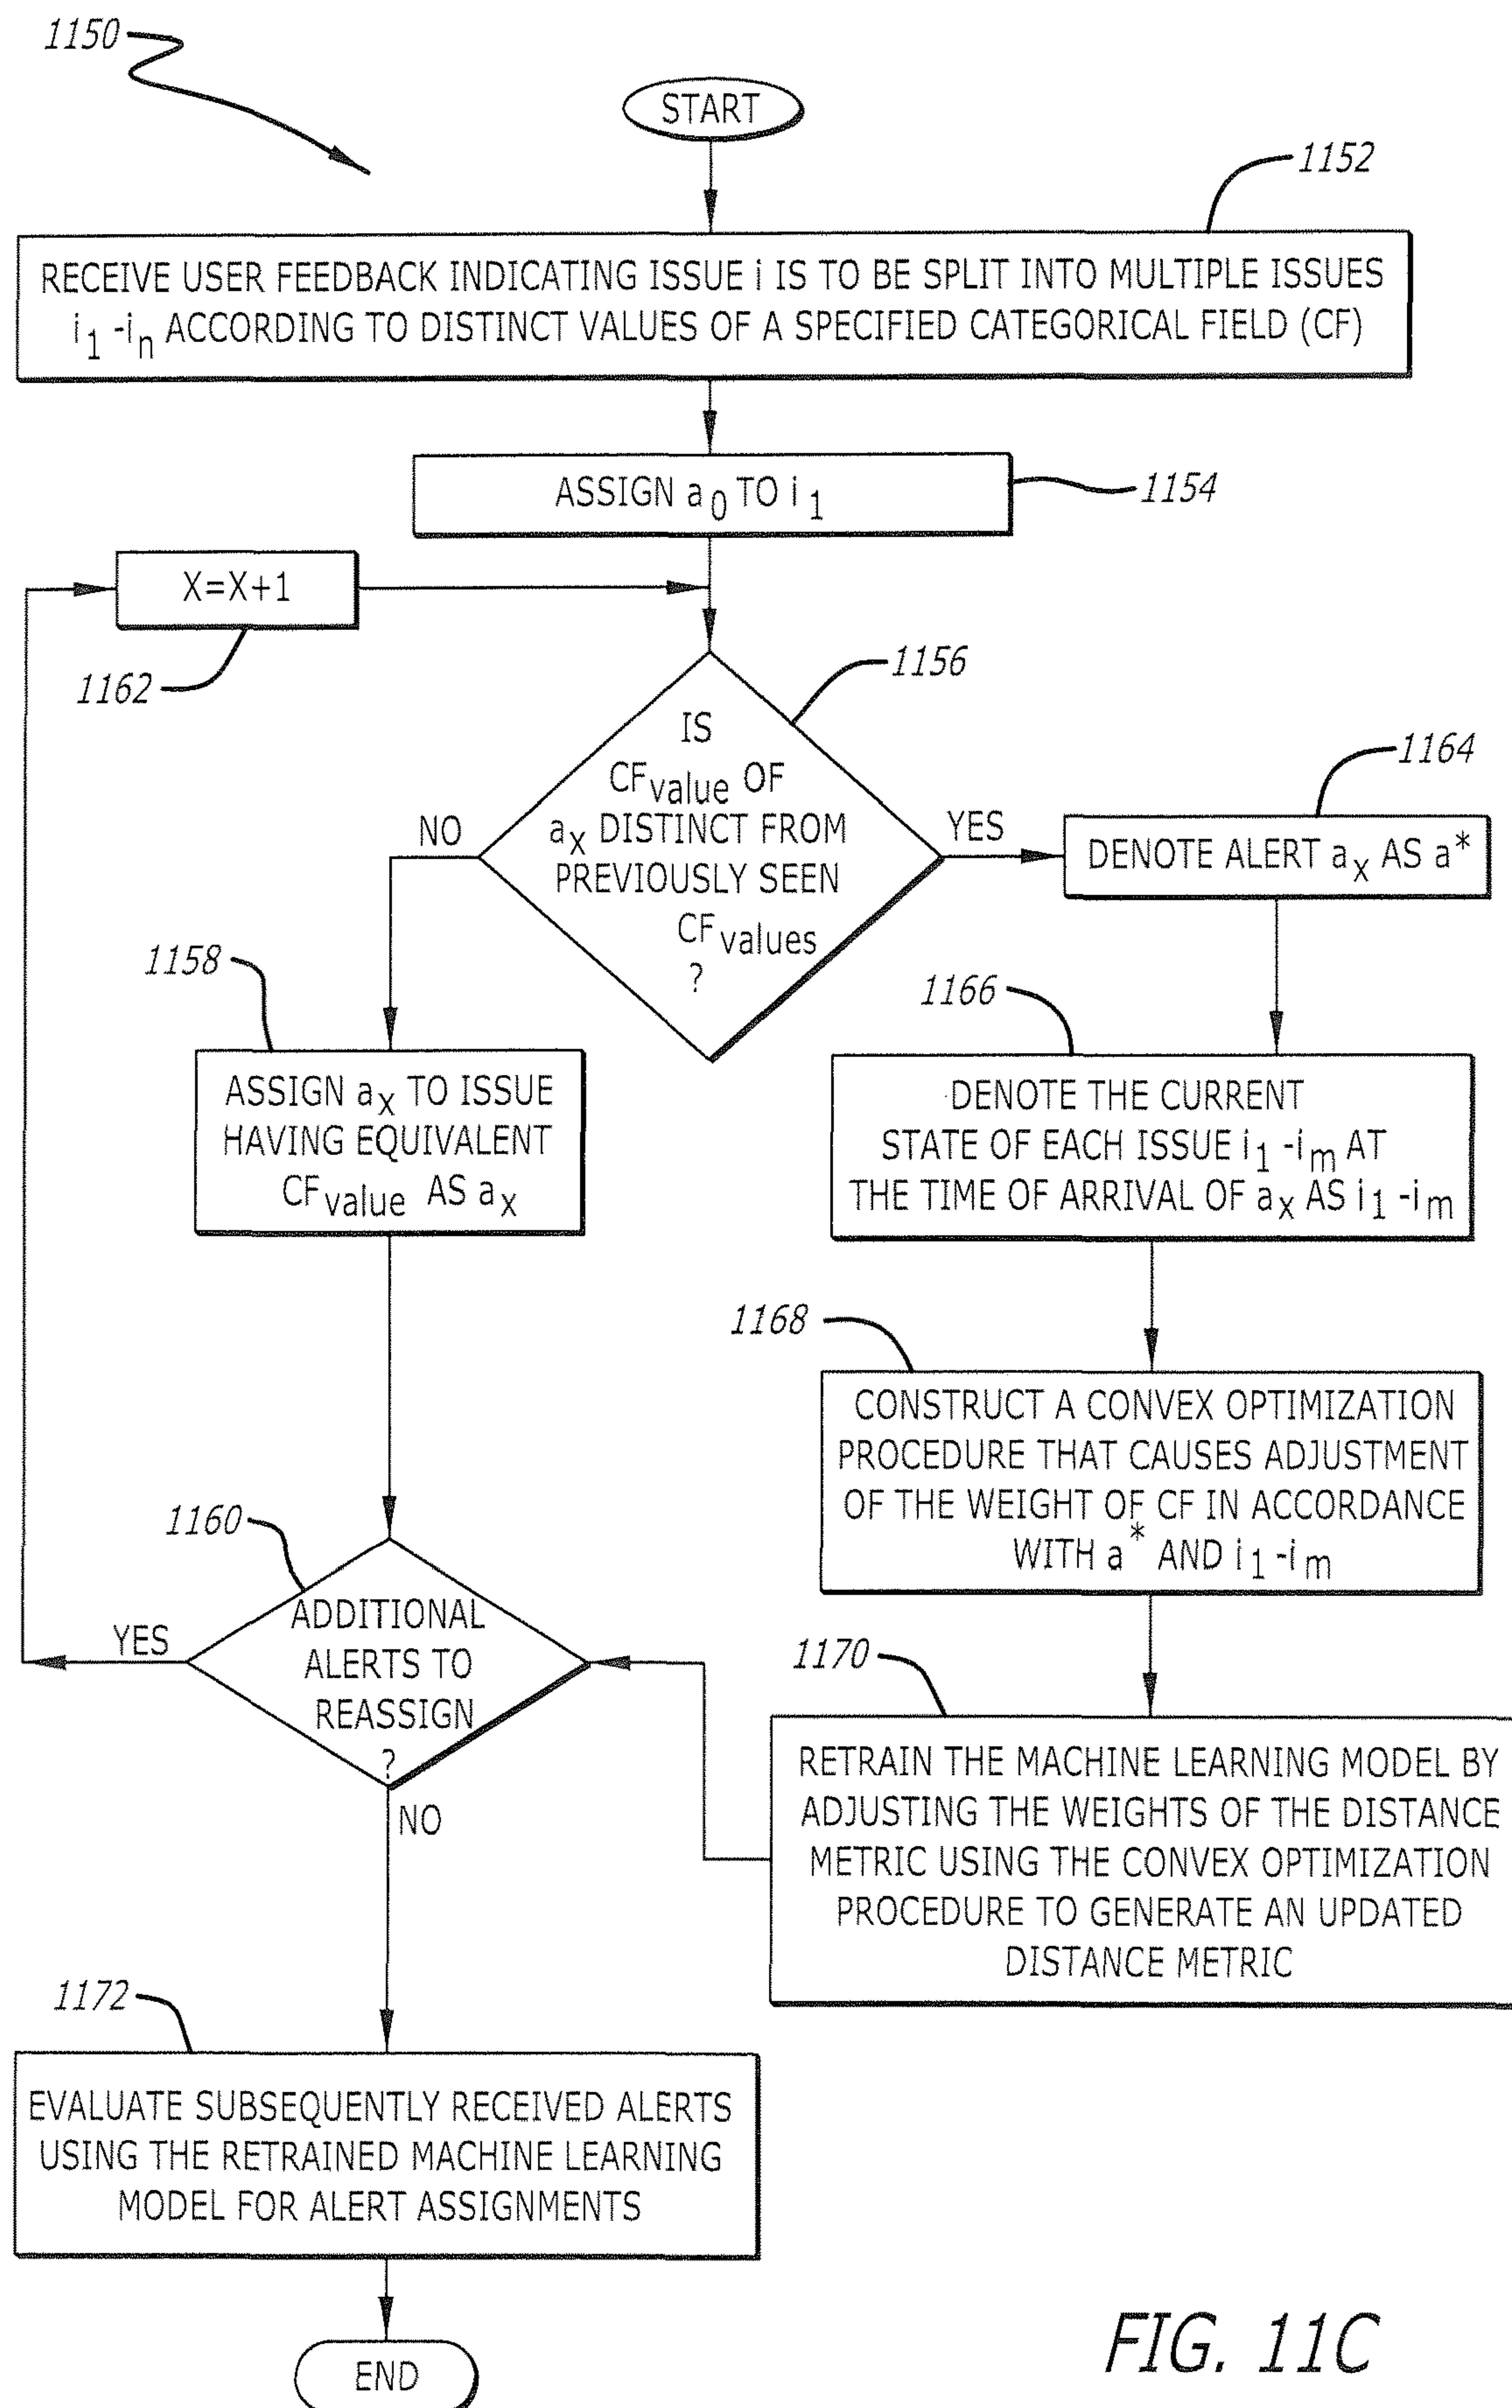 1150
START
1152
RECEIVE USER FEEDBACK INDICATING ISSUE i IS TO BE SPLIT INTO MULTIPLE ISSUES
i1 -in ACCORDING TO DISTINCT VALUES OF A SPECIFIED CATEGORICAL FIELD (CF)
ASSIGN a0 TO i1
1154
X=X+1
1162
1156
IS
CFvalue OF
ax DISTINCT FROM
PREVIOUSLY SEEN
CFvalues
?
NO
YES
1164
DENOTE ALERT ax AS a*
1158
ASSIGN ax TO ISSUE
HAVING EQUIVALENT
CFvalue AS ax
1166
DENOTE THE CURRENT
STATE OF EACH ISSUE i1 -im AT
THE TIME OF ARRIVAL OF ax AS i1 -im
1168
CONSTRUCT A CONVEX OPTIMIZATION
PROCEDURE THAT CAUSES ADJUSTMENT
OF THE WEIGHT OF CF IN ACCORDANCE
WITH a* AND i1 -im
1160
ADDITIONAL
ALERTS TO
REASSIGN
?
YES
NO
1170
RETRAIN THE MACHINE LEARNING MODEL BY
ADJUSTING THE WEIGHTS OF THE DISTANCE
METRIC USING THE CONVEX OPTIMIZATION
PROCEDURE TO GENERATE AN UPDATED
DISTANCE METRIC
1172
EVALUATE SUBSEQUENTLY RECEIVED ALERTS
USING THE RETRAINED MACHINE LEARNING
MODEL FOR ALERT ASSIGNMENTS
END
FIG. 11C